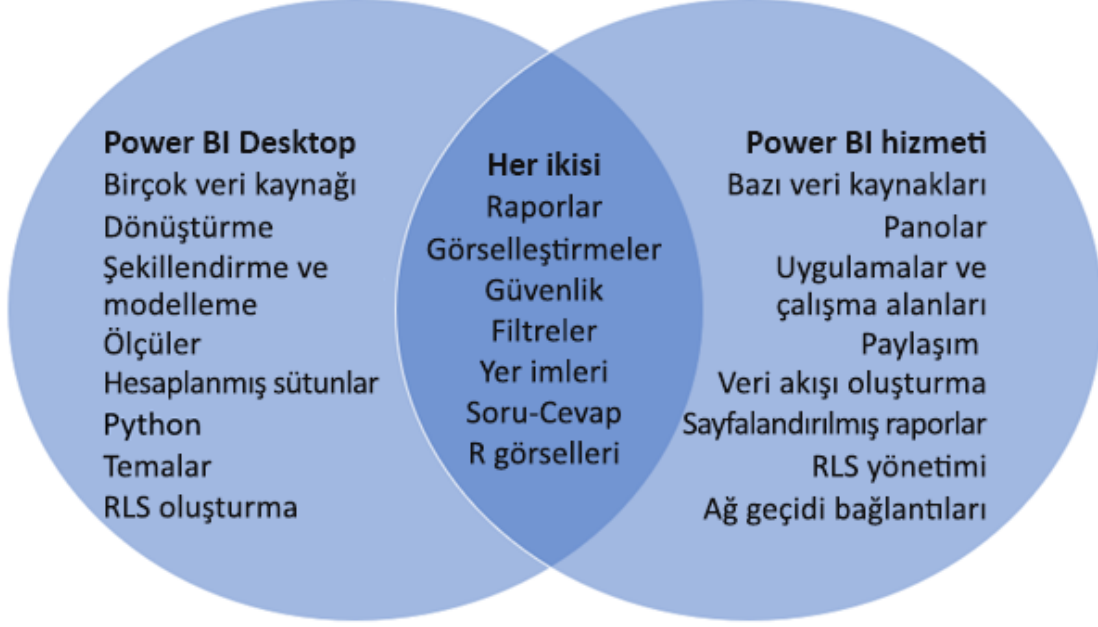 Power BI Desktop
Birçok veri kaynağı
Dönüştürme
Şekillendirme ve
modelleme
Ölçüler
Hesaplanmış sütunlar
Python
Temalar
RLS oluşturma
Her ikisi
Raporlar
Görselleştirmeler
Güvenlik
Filtreler
Yer imleri
Soru-Cevap
R görselleri
Power BI hizmeti
Bazı veri kaynakları
Panolar
Uygulamalar ve
çalışma alanları
Paylaşım
Veri akışı oluşturma
Sayfalandırılmış raporlar
RLS yönetimi
Ağ geçidi bağlantıları